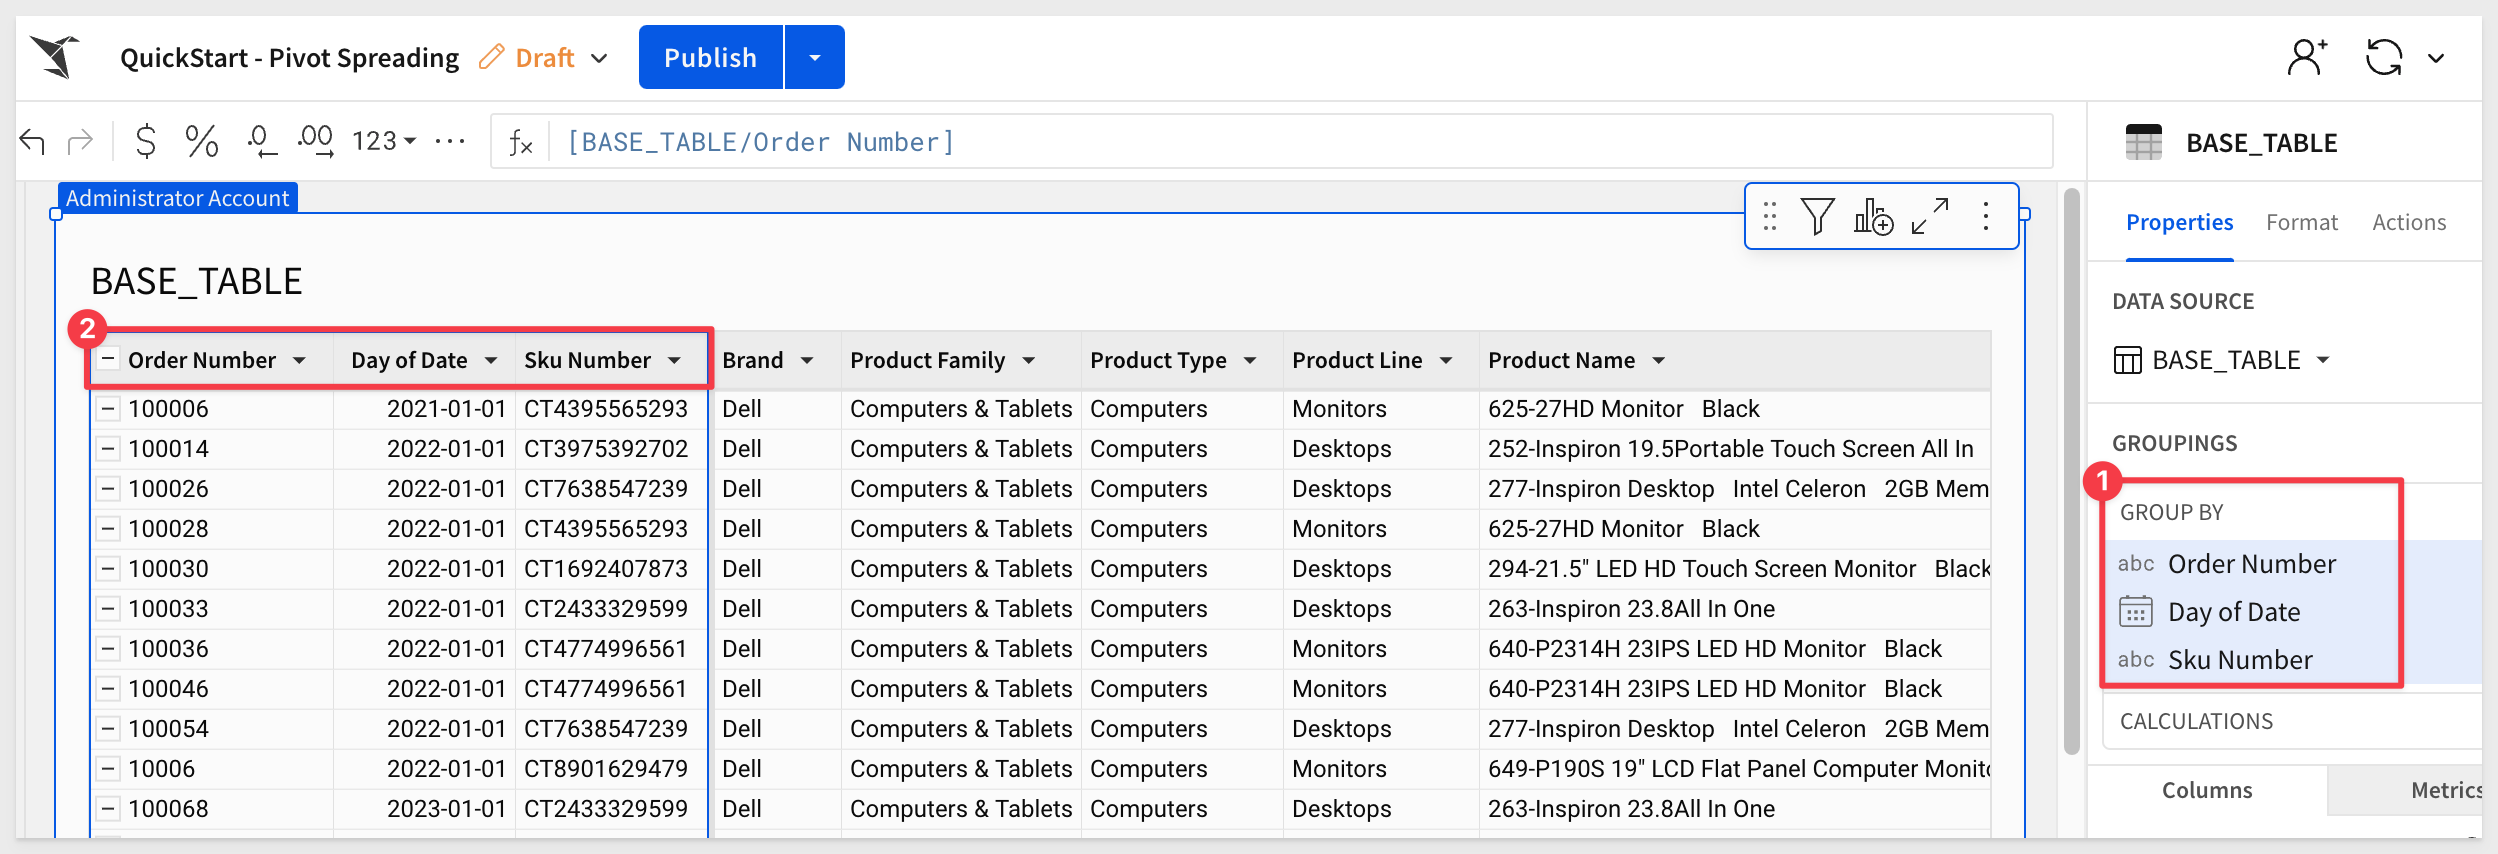 QuickStart - Pivot Spreading Draft Publish
$ % .0 .00 123 ... fx [BASE_TABLE/Order Number]
BASE_TABLE
Administrator Account
Properties Format Actions
BASE_TABLE
DATA SOURCE
BASE_TABLE
GROUPINGS
1
GROUP BY
abc Order Number
Day of Date
abc Sku Number
CALCULATIONS
Columns Metrics
2
Order Number Day of Date Sku Number Brand Product Family Product Type Product Line Product Name
100006 2021-01-01 CT4395565293 Dell Computers & Tablets Computers Monitors 625-27HD Monitor Black
100014 2022-01-01 CT3975392702 Dell Computers & Tablets Computers Desktops 252-Inspiron 19.5Portable Touch Screen All In
100026 2022-01-01 CT7638547239 Dell Computers & Tablets Computers Desktops 277-Inspiron Desktop Intel Celeron 2GB Mem
100028 2022-01-01 CT4395565293 Dell Computers & Tablets Computers Monitors 625-27HD Monitor Black
100030 2022-01-01 CT1692407873 Dell Computers & Tablets Computers Desktops 294-21.5" LED HD Touch Screen Monitor Black
100033 2022-01-01 CT2433329599 Dell Computers & Tablets Computers Desktops 263-Inspiron 23.8All In One
100036 2022-01-01 CT4774996561 Dell Computers & Tablets Computers Monitors 640-P2314H 23IPS LED HD Monitor Black
100046 2022-01-01 CT4774996561 Dell Computers & Tablets Computers Monitors 640-P2314H 23IPS LED HD Monitor Black
100054 2022-01-01 CT7638547239 Dell Computers & Tablets Computers Desktops 277-Inspiron Desktop Intel Celeron 2GB Mem
10006 2022-01-01 CT8901629479 Dell Computers & Tablets Computers Monitors 649-P190S 19" LCD Flat Panel Computer Monito
100068 2023-01-01 CT2433329599 Dell Computers & Tablets Computers Desktops 263-Inspiron 23.8All In One